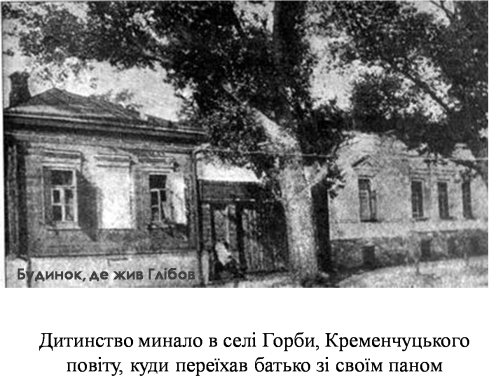 Будинок, де жив Глібов
Дитинство минало в селі Горби, Кременчуцького
повіту, куди переїхав батько зі своїм паном